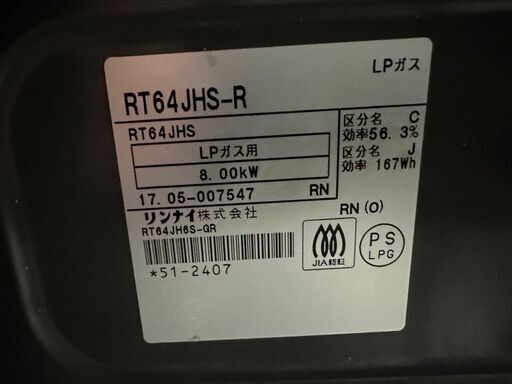 LPガス
RT64JHS-R
RT64JHS
LPガス用
8.00kW
17.05-007547 RN
リンナイ株式会社
RT64JH6S-GR
*51-2407
区分名 C
効率56.3%
区分名 J
効率 167Wh
RN(O)
JIA認証
PS
LPG